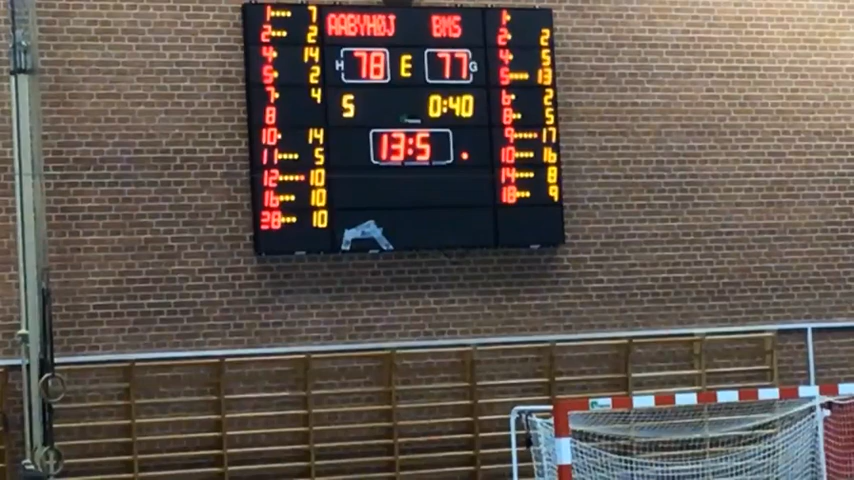 1 7 AABYHØJ BMS 1
2 2 2 2
4 14 H 78 E 77 G 4 5
5 2 5 13
7 4 S 0:40 6 2
8 8 5
10 14 13:5 9 17
11 5 10 16
12 10 14 8
16 10 18 9
28 10